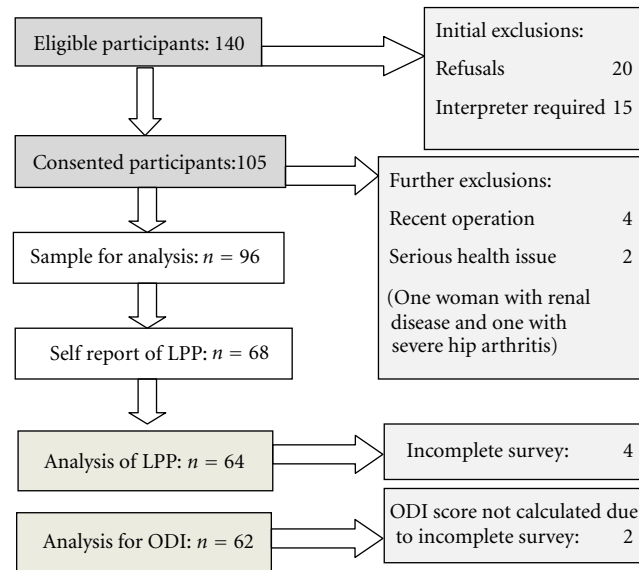 Eligible participants: 140
Initial exclusions:
Refusals 20
Interpreter required 15
Consented participants:105
Further exclusions:
Recent operation 4
Serious health issue 2
(One woman with renal
disease and one with
severe hip arthritis)
Sample for analysis: n = 96
Self report of LPP: n = 68
Analysis of LPP: n = 64
Incomplete survey: 4
Analysis for ODI: n = 62
ODI score not calculated due
to incomplete survey: 2